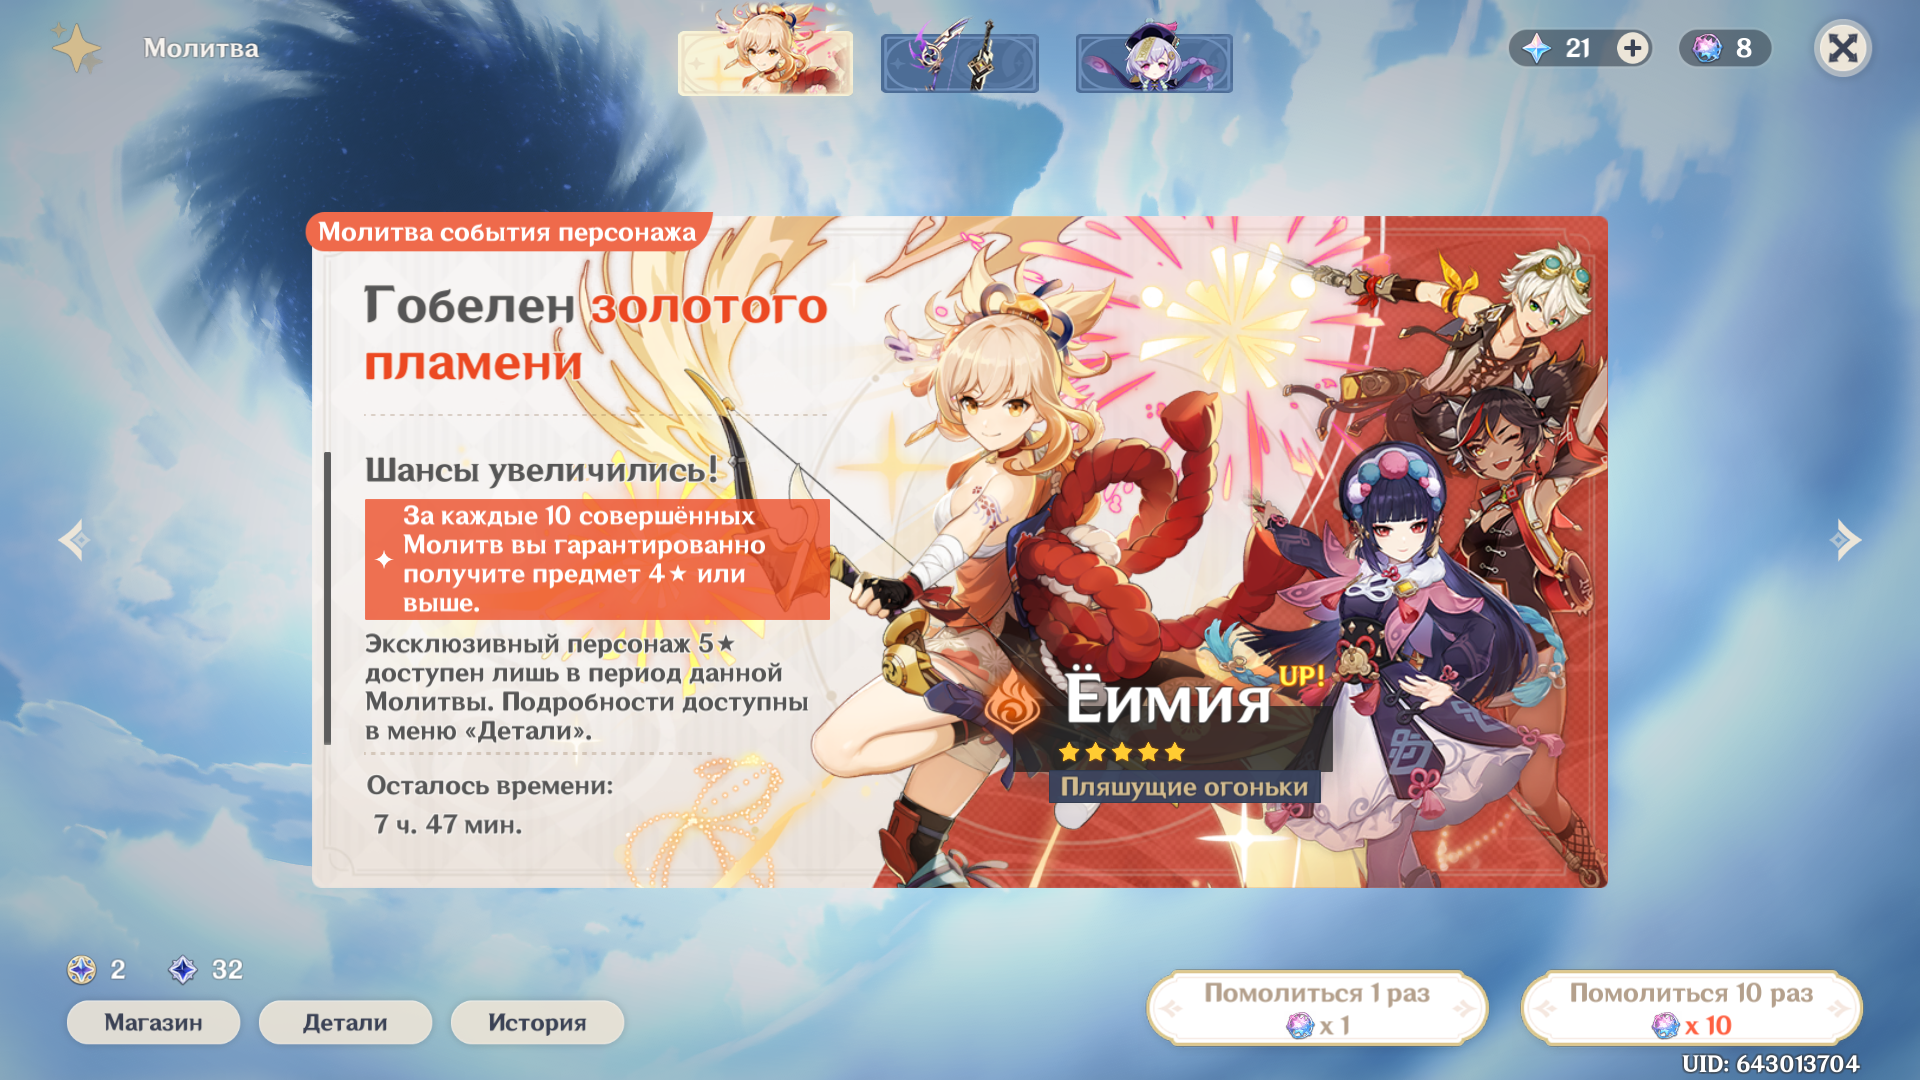 Молитва
21
8
Молитва события персонажа
Гобелен золотого
пламени
Шансы увеличились!
За каждые 10 совершённых
Молитв вы гарантированно
получите предмет 4★ или
выше.
Эксклюзивный персонаж 5★
доступен лишь в период данной
Молитвы. Подробности доступны
в меню «Детали».
Осталось времени:
7 ч. 47 мин.
Ёимия UP!
Пляшущие огоньки
2
32
Магазин
Детали
История
Помолиться 1 раз
x 1
Помолиться 10 раз
x 10
UID: 643013704